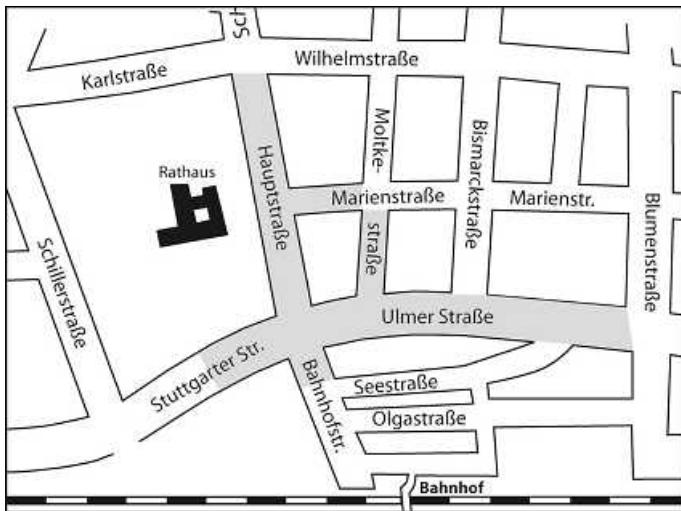 Sch
Wilhelmstraße
Karlstraße
Moltke-
straße
Bismarckstraße
Hauptstraße
Rathaus
Marienstraße
Marienstr.
Blumenstraße
Schillerstraße
Ulmer Straße
Stuttgarter Str.
Bahnhofstr.
Seestraße
Olgastraße
Bahnhof